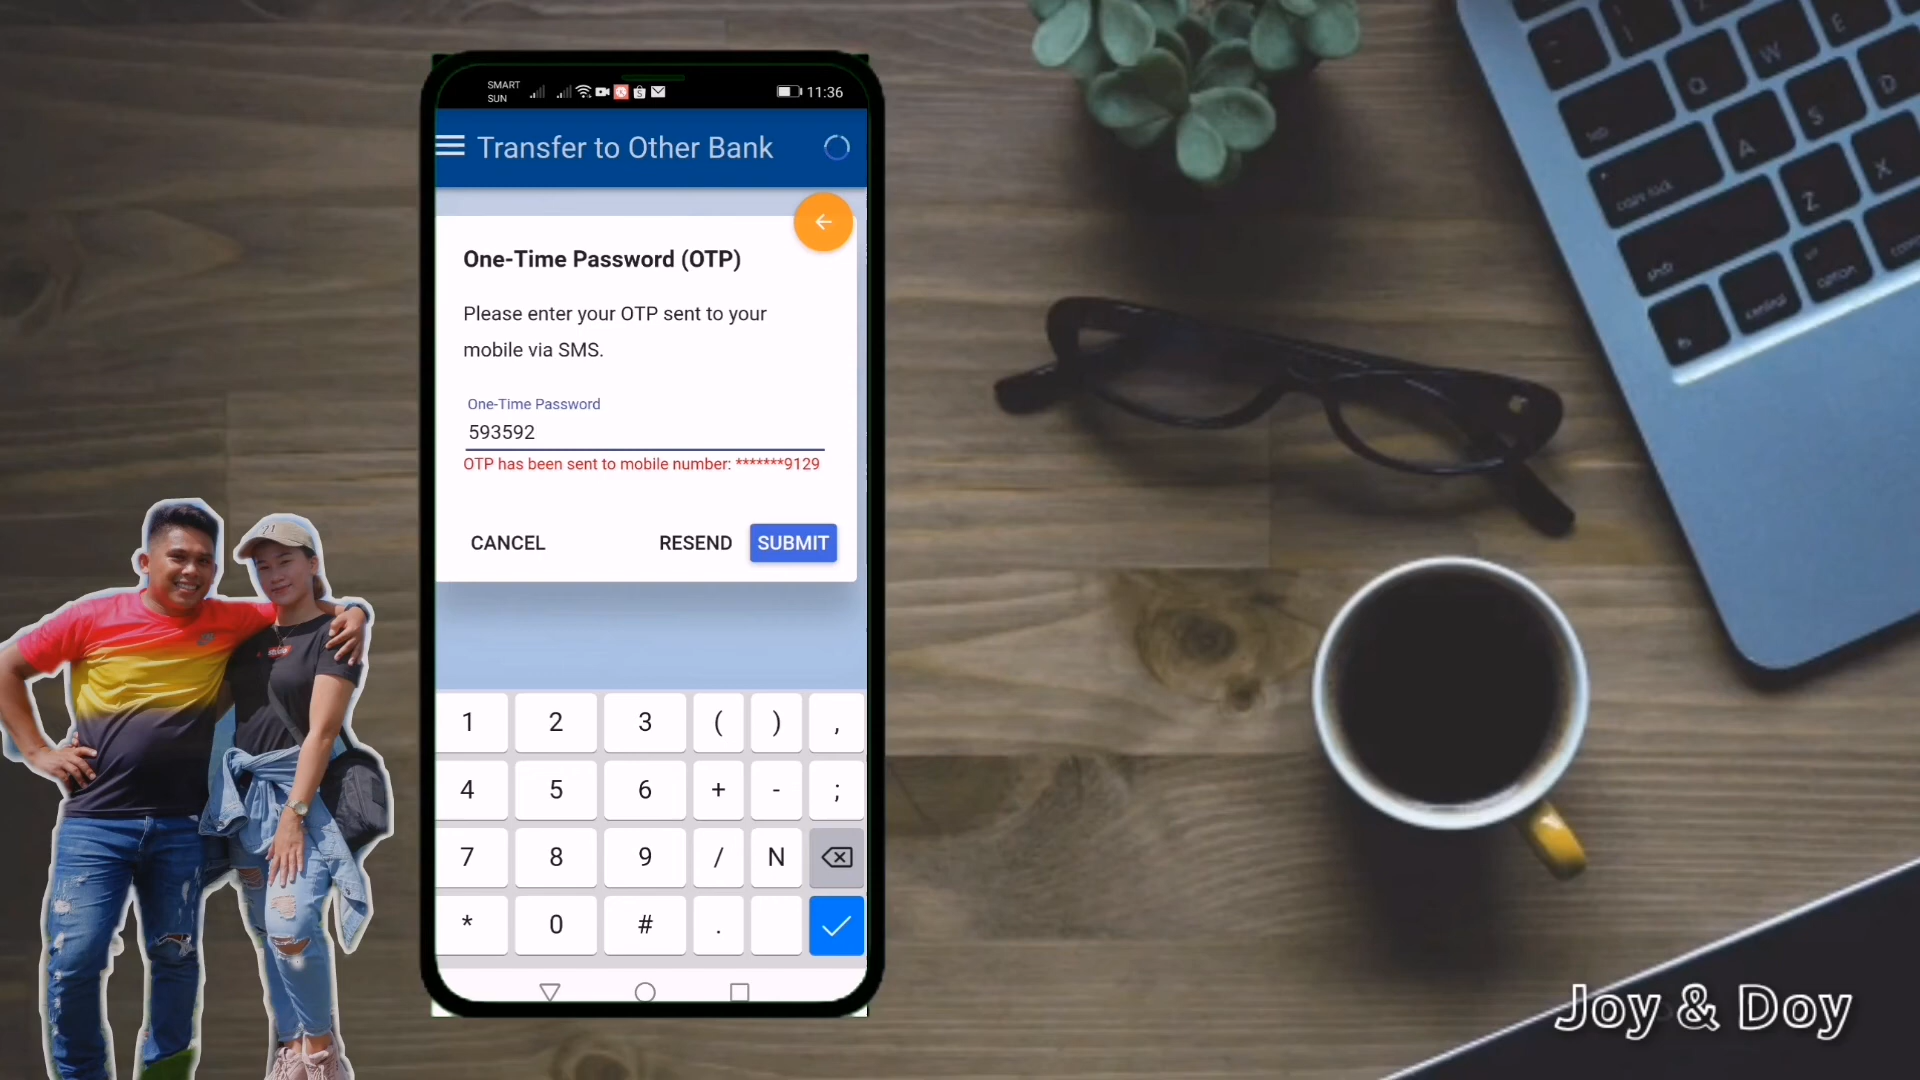 SMART
SUN
11:36
Transfer to Other Bank
One-Time Password (OTP)
Please enter your OTP sent to your
mobile via SMS.
One-Time Password
593592
OTP has been sent to mobile number: *******9129
CANCEL RESEND SUBMIT
1 2 3 ( ) ,
4 5 6 + - ;
7 8 9 / N
* 0 # .
Joy & Doy
Q W E
A S D
Z X